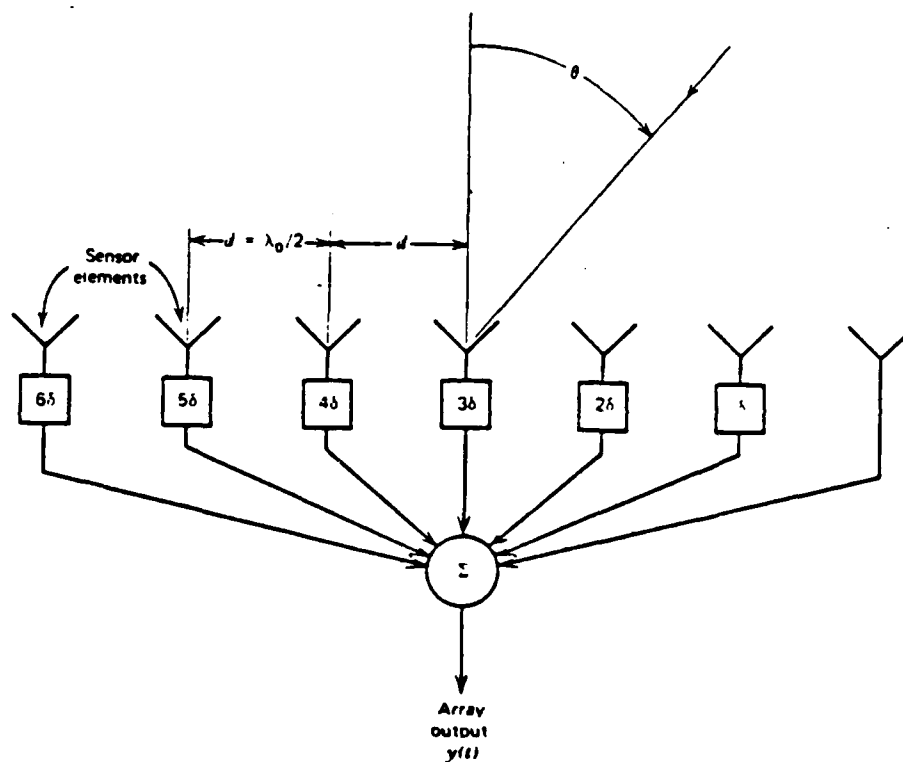 θ
d = λ₀/2
d
Sensor
elements
6δ
5δ
4δ
3δ
2δ
Σ
Array
output
y(t)